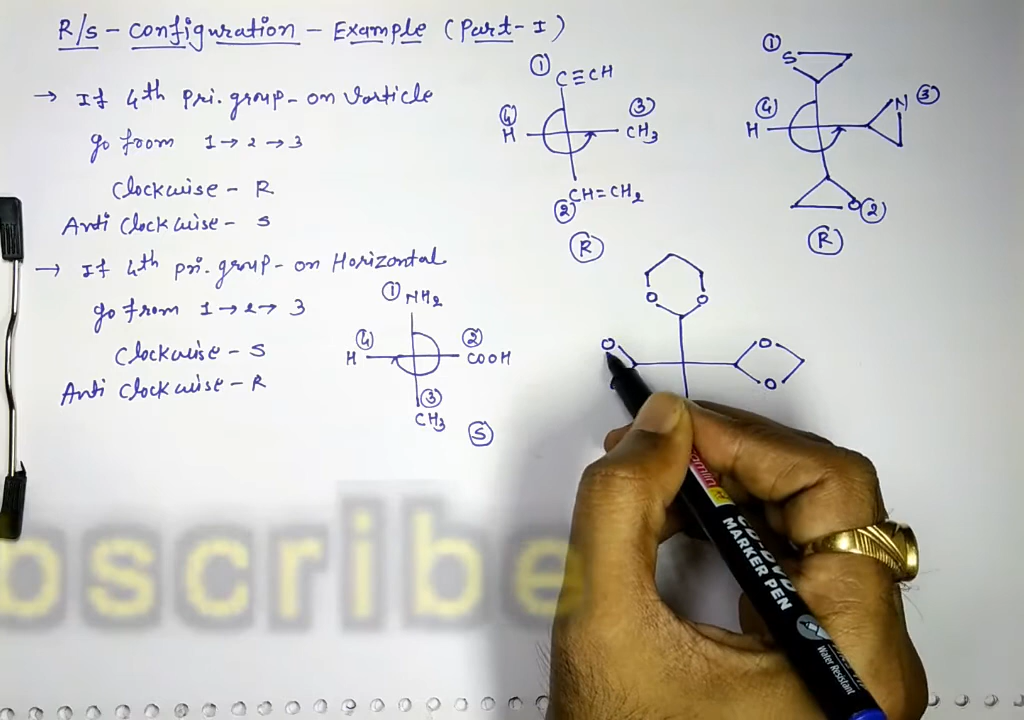 R/S - Configuration - Example (Part-I)
→ If 4th pri. group - on Varticle
go from 1 → 2 → 3
Clockwise - R
Anti Clockwise - S
→ If 4th pri. group - on Horizontal
go from 1 → 2 → 3
Clockwise - S
Anti Clockwise - R
① NH2
④ H
② COOH
③ CH3
Ⓢ
① C≡CH
④ H
③ CH3
② CH=CH2
Ⓡ
① S
④ H
N ③
O ②
Ⓡ
O O
O
O
O
MARKER PEN
Water Resistant
bscribe